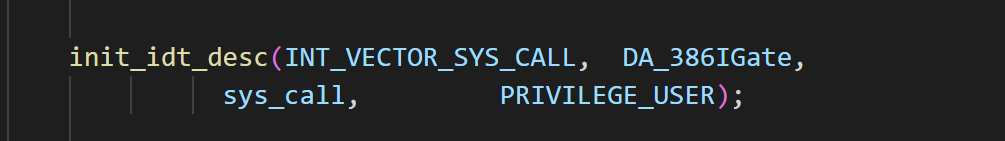 init_idt_desc(INT_VECTOR_SYS_CALL,  DA_386IGate,
sys_call,         PRIVILEGE_USER);